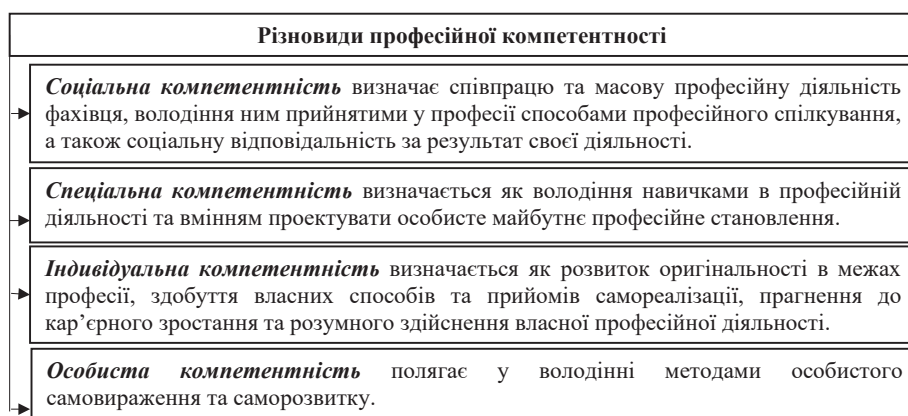 Різновиди професійної компетентності
Соціальна компетентність визначає співпрацю та масову професійну діяльність
фахівця, володіння ним прийнятими у професії способами професійного спілкування,
а також соціальну відповідальність за результат своєї діяльності.
Спеціальна компетентність визначається як володіння навичками в професійній
діяльності та вмінням проектувати особисте майбутнє професійне становлення.
Індивідуальна компетентність визначається як розвиток оригінальності в межах
професії, здобуття власних способів та прийомів самореалізації, прагнення до
кар’єрного зростання та розумного здійснення власної професійної діяльності.
Особиста компетентність полягає у володінні методами особистого
самовираження та саморозвитку.